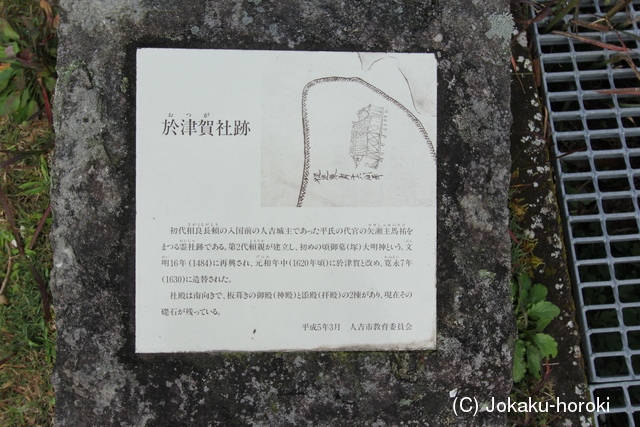 おつが
於津賀社跡
初代相良長頼の入国前の人吉城主であった平氏の代官の矢瀬主馬祐を
まつる霊社跡である。第2代頼親が建立し、初めの頃御墓(塚)大明神という。文
明16年(1484)に再興され、元和年中(1620年頃)に於津賀と改め、寛永7年
(1630)に造替された。
社殿は南向きで、板葺きの御殿(神殿)と添殿(拝殿)の2棟があり、現在その
礎石が残っている。
平成5年3月 人吉市教育委員会
(C) Jokaku-horoki